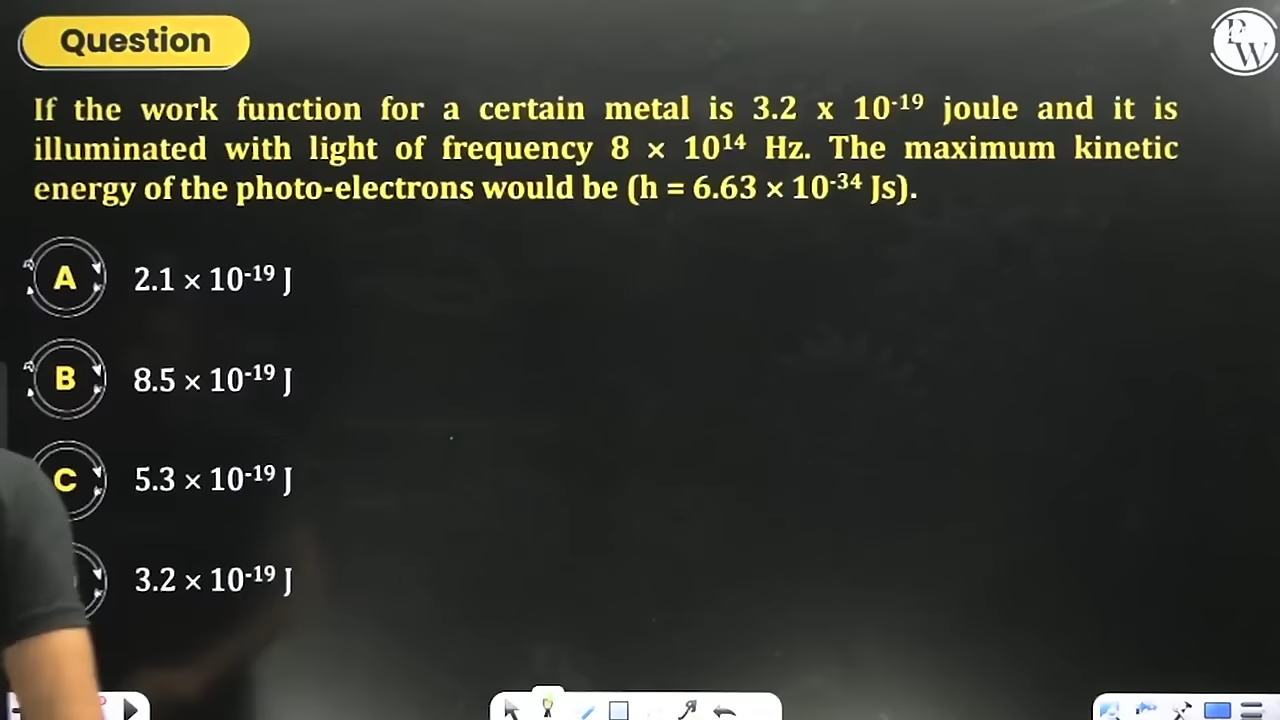 Question
PW
If the work function for a certain metal is 3.2 x 10⁻¹⁹ joule and it is
illuminated with light of frequency 8 × 10¹⁴ Hz. The maximum kinetic
energy of the photo-electrons would be (h = 6.63 × 10⁻³⁴ Js).
A 2.1 × 10⁻¹⁹ J
B 8.5 × 10⁻¹⁹ J
C 5.3 × 10⁻¹⁹ J
3.2 × 10⁻¹⁹ J